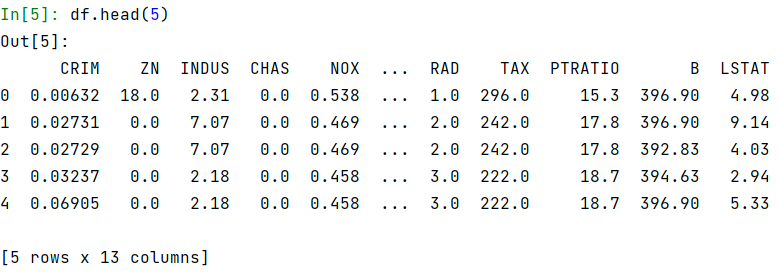 In[5]: df.head(5)
Out[5]:
      CRIM    ZN  INDUS  CHAS    NOX  ...  RAD    TAX  PTRATIO       B  LSTAT
0  0.00632  18.0   2.31   0.0  0.538  ...  1.0  296.0     15.3  396.90   4.98
1  0.02731   0.0   7.07   0.0  0.469  ...  2.0  242.0     17.8  396.90   9.14
2  0.02729   0.0   7.07   0.0  0.469  ...  2.0  242.0     17.8  392.83   4.03
3  0.03237   0.0   2.18   0.0  0.458  ...  3.0  222.0     18.7  394.63   2.94
4  0.06905   0.0   2.18   0.0  0.458  ...  3.0  222.0     18.7  396.90   5.33
[5 rows x 13 columns]